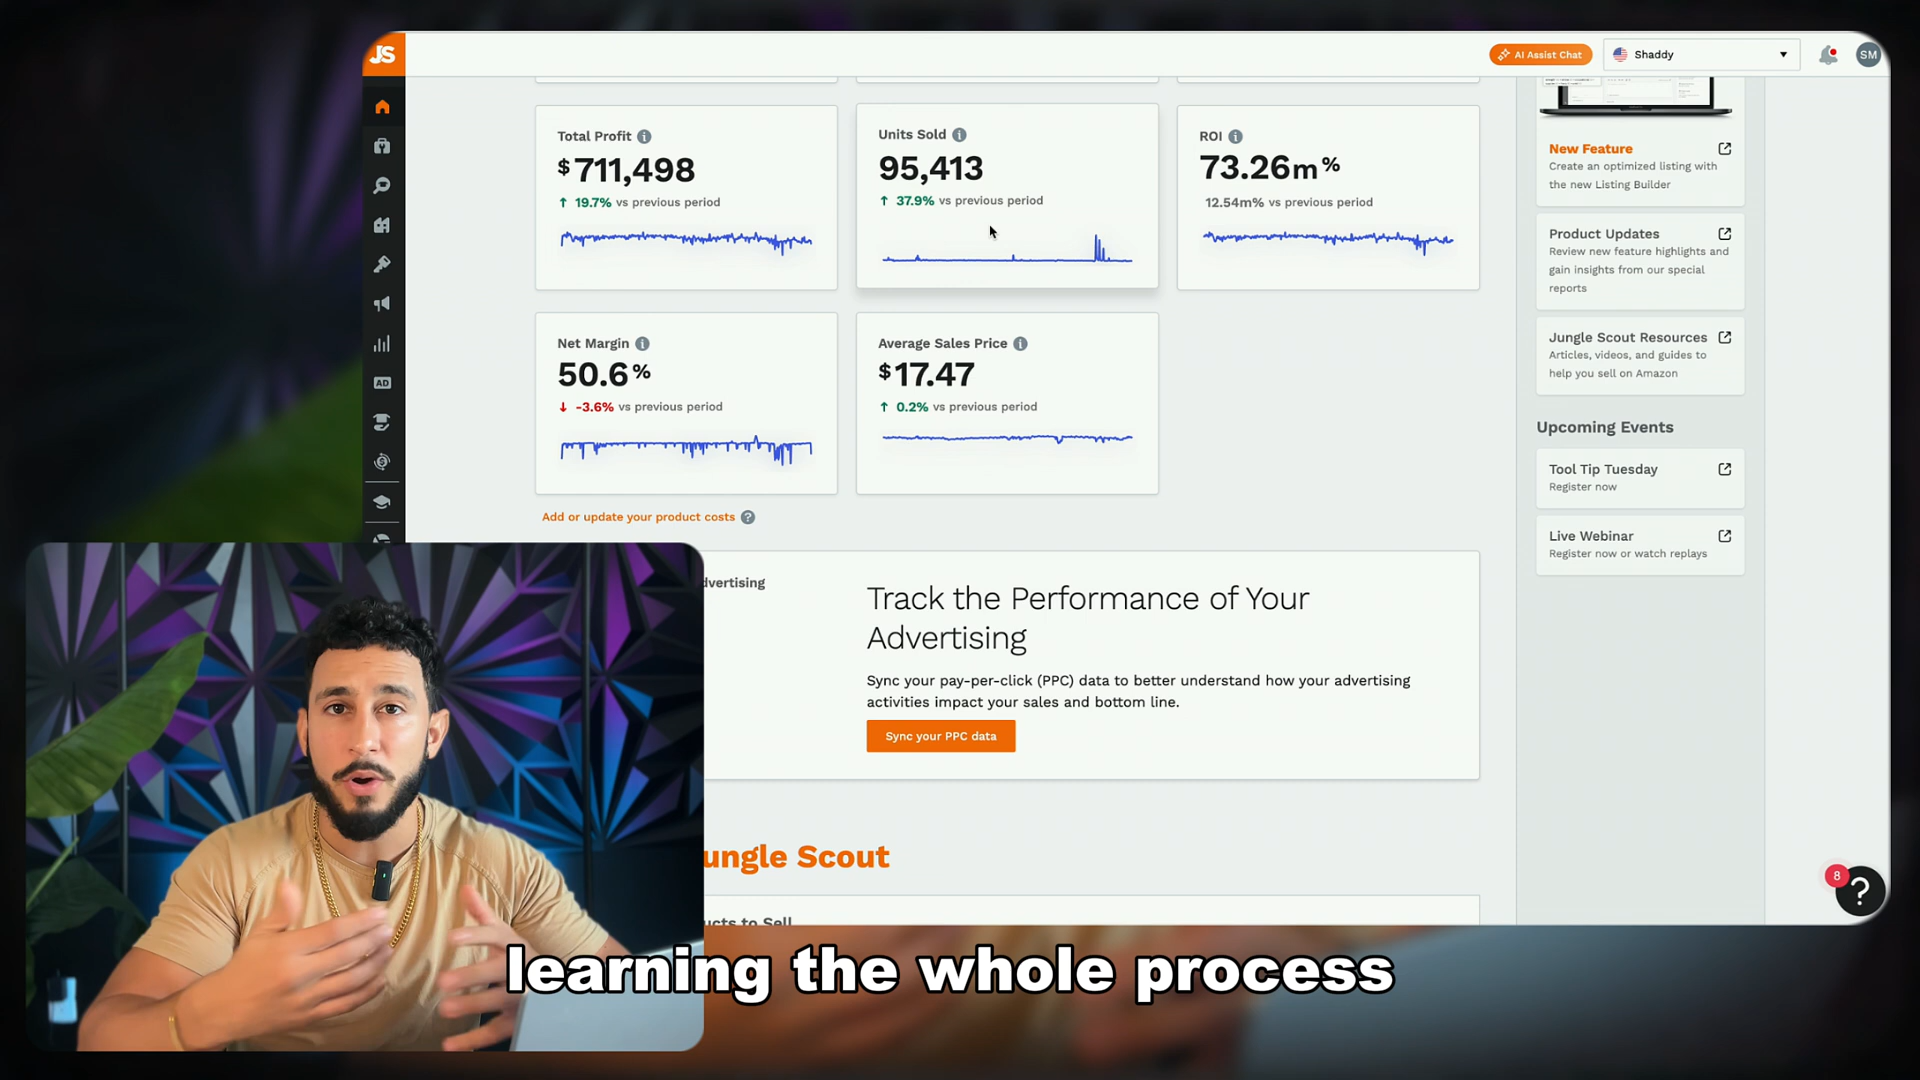 JS
AI Assist Chat
Shaddy
SM
Total Profit
$711,498
19.7% vs previous period
Units Sold
95,413
37.9% vs previous period
ROI
73.26m%
12.54m% vs previous period
Net Margin
50.6%
-3.6% vs previous period
Average Sales Price
$17.47
0.2% vs previous period
Add or update your product costs ?
AD
New Feature
Create an optimized listing with
the new Listing Builder
Product Updates
Review new feature highlights and
gain insights from our special
reports
Jungle Scout Resources
Articles, videos, and guides to
help you sell on Amazon
Upcoming Events
Tool Tip Tuesday
Register now
Live Webinar
Register now or watch replays
dvertising
Track the Performance of Your
Advertising
Sync your pay-per-click (PPC) data to better understand how your advertising
activities impact your sales and bottom line.
Sync your PPC data
ungle Scout
ucts to Sell
8
?
learning the whole process